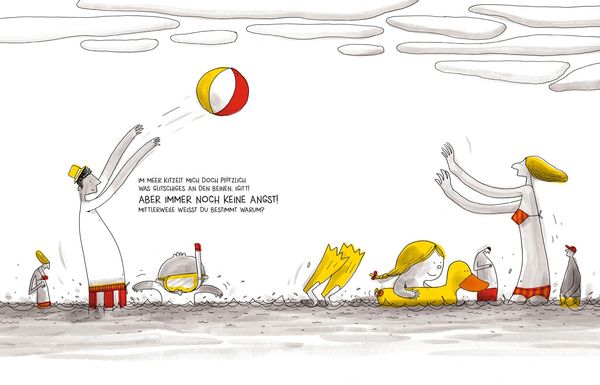 IM MEER KITZELT MICH DOCH PLÖTZLICH
WAS GLITSCHIGES AN DEN BEINEN, IGITT!
ABER IMMER NOCH KEINE ANGST!
MITTLERWEILE WEISST DU BESTIMMT WARUM?